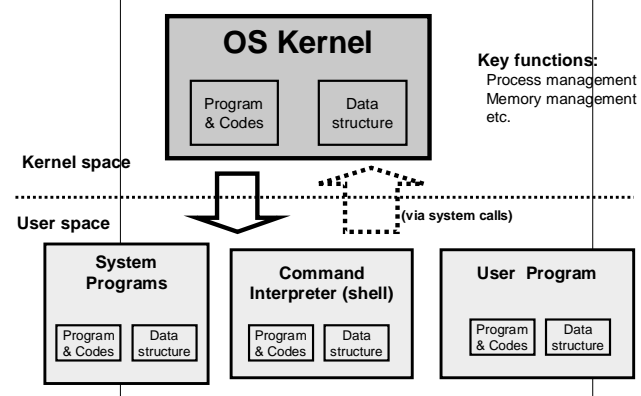 OS Kernel
Program
& Codes
Data
structure
Key functions:
Process management
Memory management
etc.
Kernel space
User space
(via system calls)
System
Programs
Program
& Codes
Data
structure
Command
Interpreter (shell)
Program
& Codes
Data
structure
User Program
Program
& Codes
Data
structure